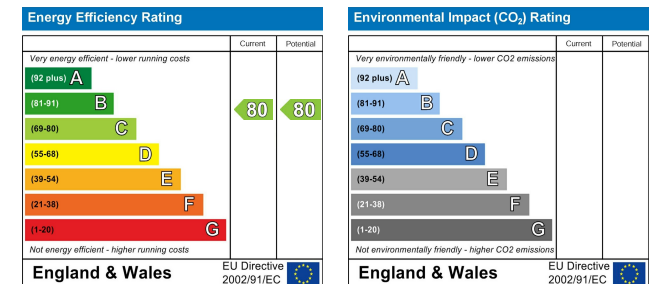 Energy Efficiency Rating
Current Potential
Very energy efficient - lower running costs
(92 plus) A
(81-91) B
80 80
(69-80) C
(55-68) D
(39-54) E
(21-38) F
(1-20) G
Not energy efficient - higher running costs
England & Wales
EU Directive
2002/91/EC
Environmental Impact (CO₂) Rating
Current Potential
Very environmentally friendly - lower CO2 emissions
(92 plus) A
(81-91) B
(69-80) C
(55-68) D
(39-54) E
(21-38) F
(1-20) G
Not environmentally friendly - higher CO2 emissions
England & Wales
EU Directive
2002/91/EC